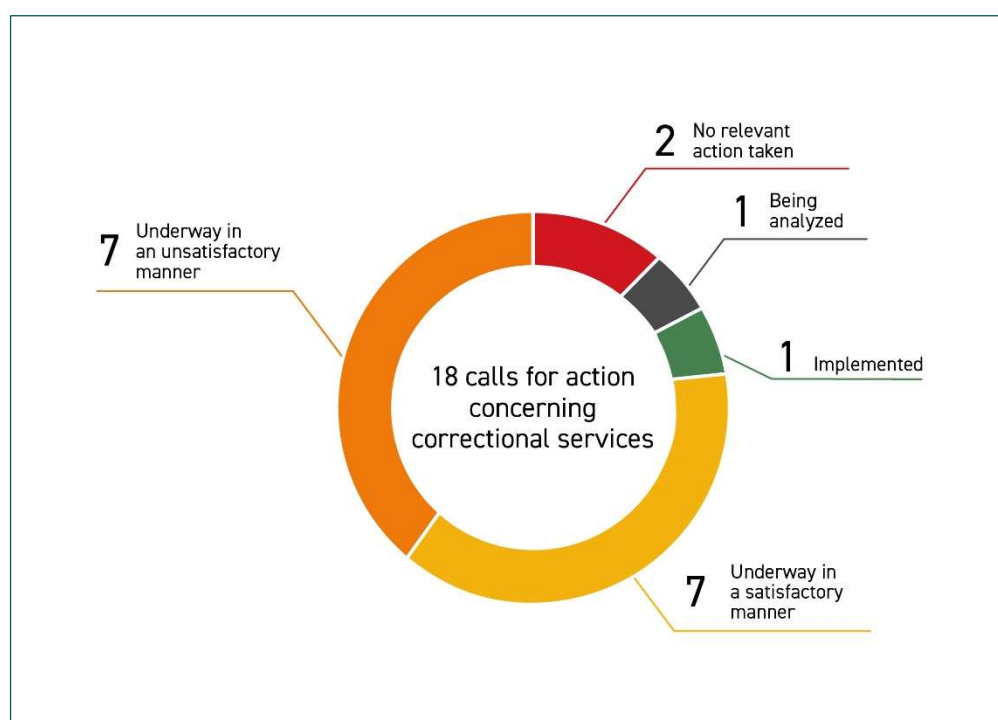 2 No relevant
action taken
1 Being
analyzed
1 Implemented
7 Underway in
a satisfactory
manner
7 Underway in
an unsatisfactory
manner
18 calls for action
concerning
correctional services